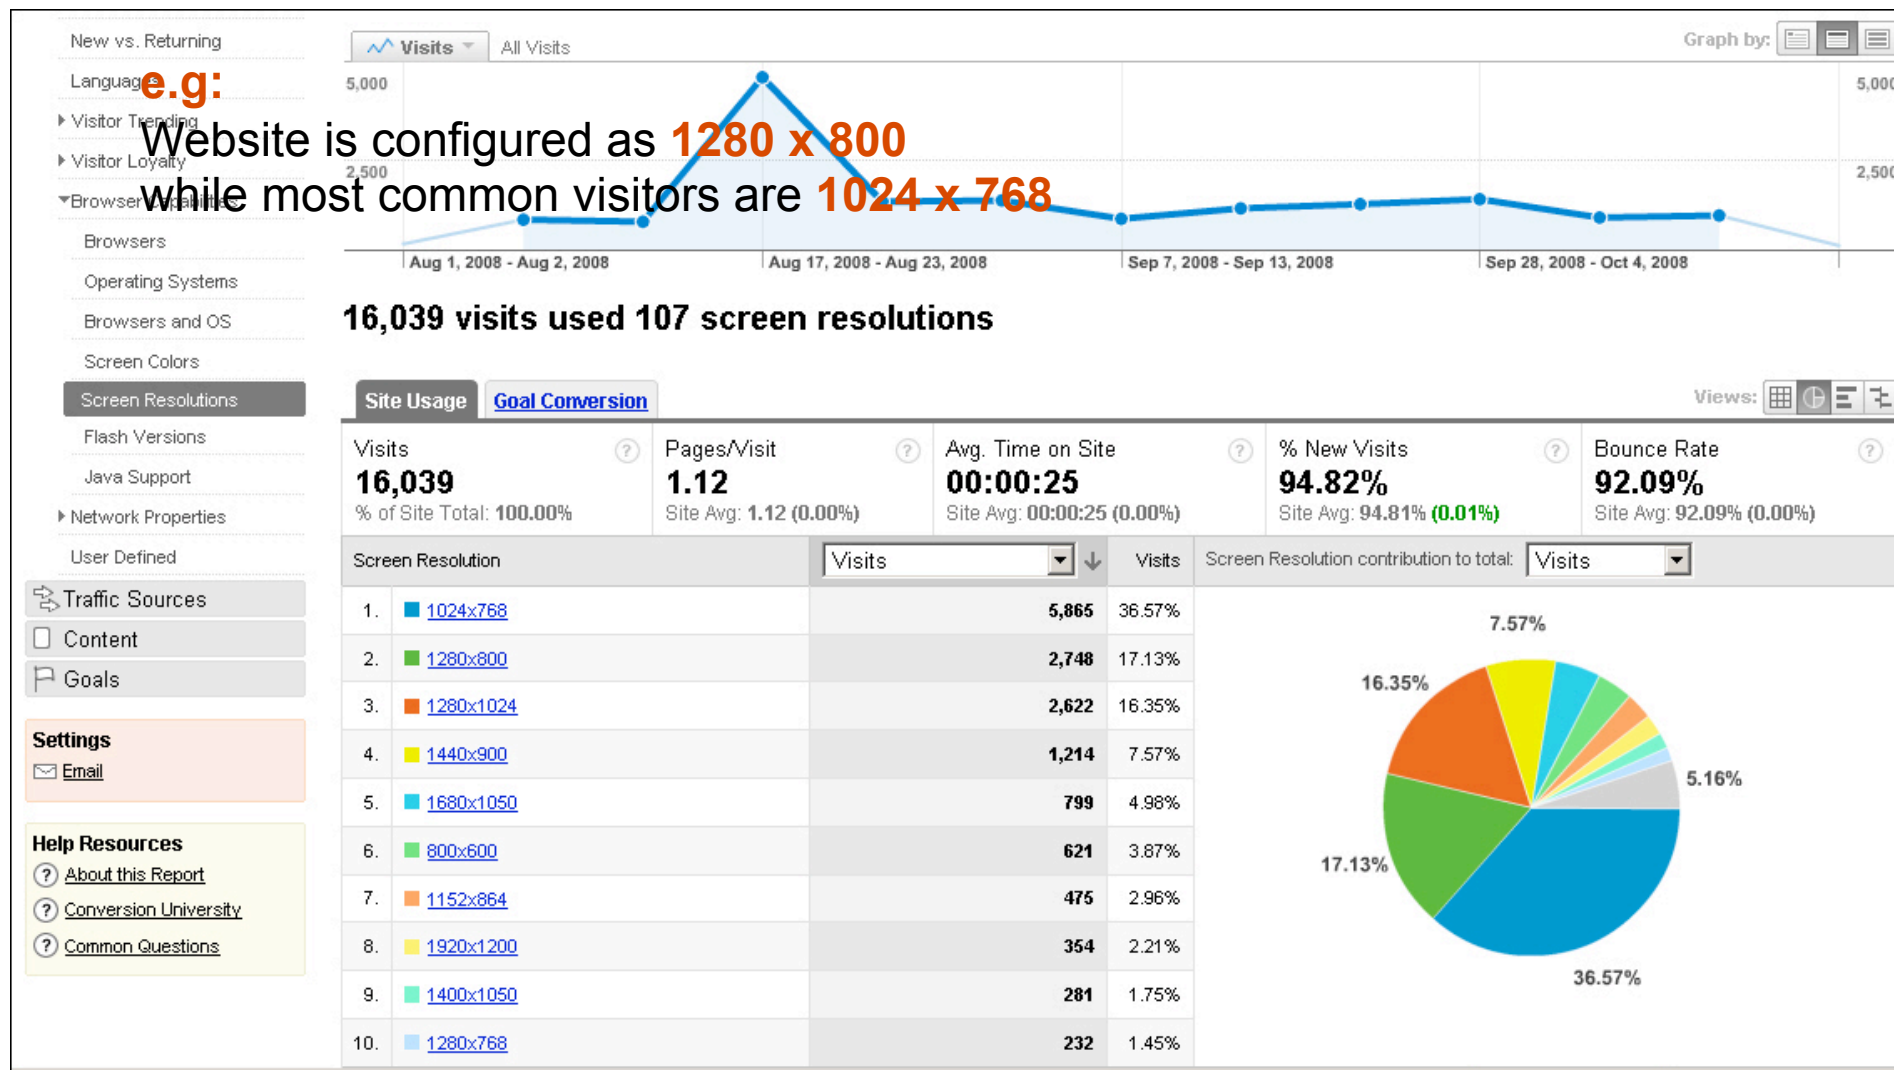 New vs. Returning
Languages
Visitor Trending
Visitor Loyalty
Browser Capabilities
Browsers
Operating Systems
Browsers and OS
Screen Colors
Screen Resolutions
Flash Versions
Java Support
Network Properties
User Defined
Traffic Sources
Content
Goals
Settings
Email
Help Resources
? About this Report
? Conversion University
? Common Questions
e.g:
Website is configured as 1280 x 800
while most common visitors are 1024 x 768
Visits All Visits Graph by:
5,000 5,000
2,500 2,500
Aug 1, 2008 - Aug 2, 2008 Aug 17, 2008 - Aug 23, 2008 Sep 7, 2008 - Sep 13, 2008 Sep 28, 2008 - Oct 4, 2008
16,039 visits used 107 screen resolutions
Site Usage Goal Conversion Views:
Visits ? Pages/Visit ? Avg. Time on Site ? % New Visits ? Bounce Rate ?
16,039 1.12 00:00:25 94.82% 92.09%
% of Site Total: 100.00% Site Avg: 1.12 (0.00%) Site Avg: 00:00:25 (0.00%) Site Avg: 94.81% (0.01%) Site Avg: 92.09% (0.00%)
Screen Resolution Visits Visits Screen Resolution contribution to total: Visits
1. 1024x768 5,865 36.57%
2. 1280x800 2,748 17.13%
3. 1280x1024 2,622 16.35%
4. 1440x900 1,214 7.57%
5. 1680x1050 799 4.98%
6. 800x600 621 3.87%
7. 1152x864 475 2.96%
8. 1920x1200 354 2.21%
9. 1400x1050 281 1.75%
10. 1280x768 232 1.45%
7.57%
16.35%
5.16%
17.13%
36.57%